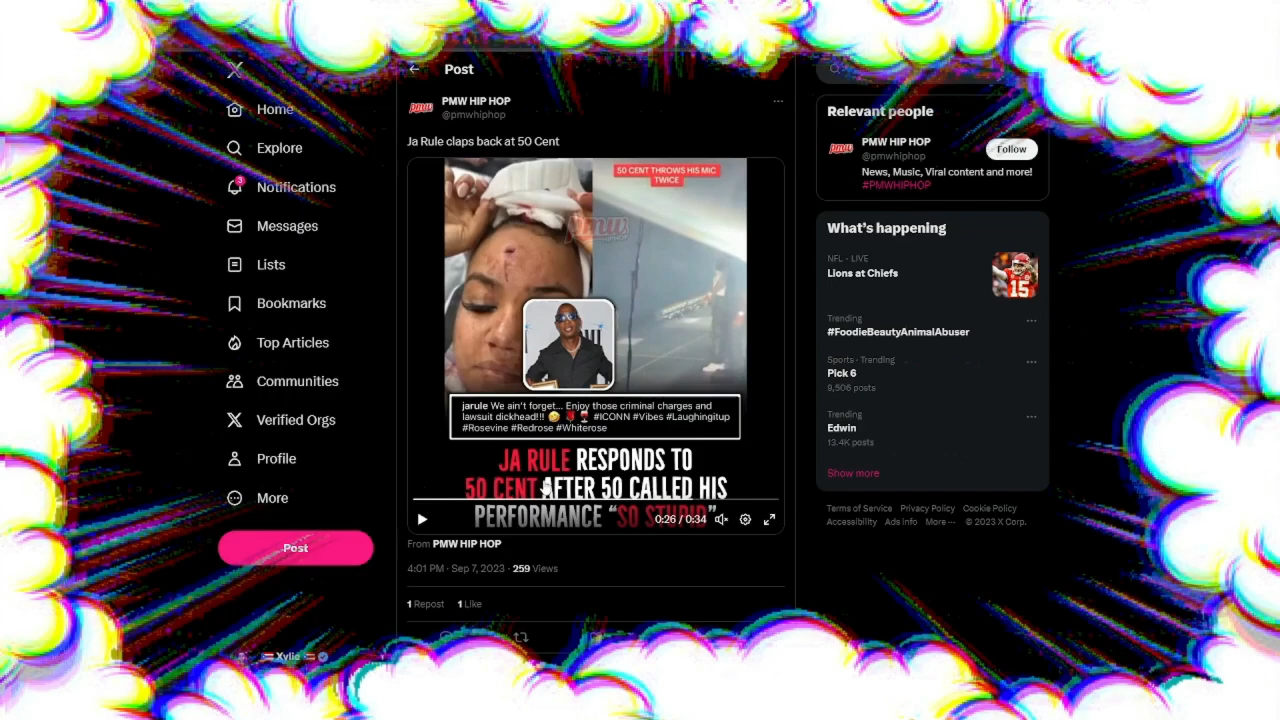 Home
Explore
3
Notifications
Messages
Lists
Bookmarks
Top Articles
Communities
Verified Orgs
Profile
More
Post
Xylie
Post
PMW HIP HOP
@pmwhiphop
Ja Rule claps back at 50 Cent
50 CENT THROWS HIS MIC
TWICE
pmw
jarule We ain't forget... Enjoy those criminal charges and
lawsuit dickhead!!! 🤣 🌹🍷 #ICONN #Vibes #Laughingitup
#Rosevine #Redrose #Whiterose
JA RULE RESPONDS TO
50 CENT AFTER 50 CALLED HIS
PERFORMANCE “SO STUPID”
0:26 / 0:34
From PMW HIP HOP
4:01 PM · Sep 7, 2023 · 259 Views
1 Repost 1 Like
Relevant people
pmw
PMW HIP HOP
@pmwhiphop
Follow
News, Music, Viral content and more!
#PMWHIPHOP
What's happening
NFL · LIVE
Lions at Chiefs
15
Trending
#FoodieBeautyAnimalAbuser
Sports · Trending
Pick 6
9,506 posts
Trending
Edwin
13.4K posts
Show more
Terms of Service Privacy Policy Cookie Policy
Accessibility Ads Info More ··· © 2023 X Corp.